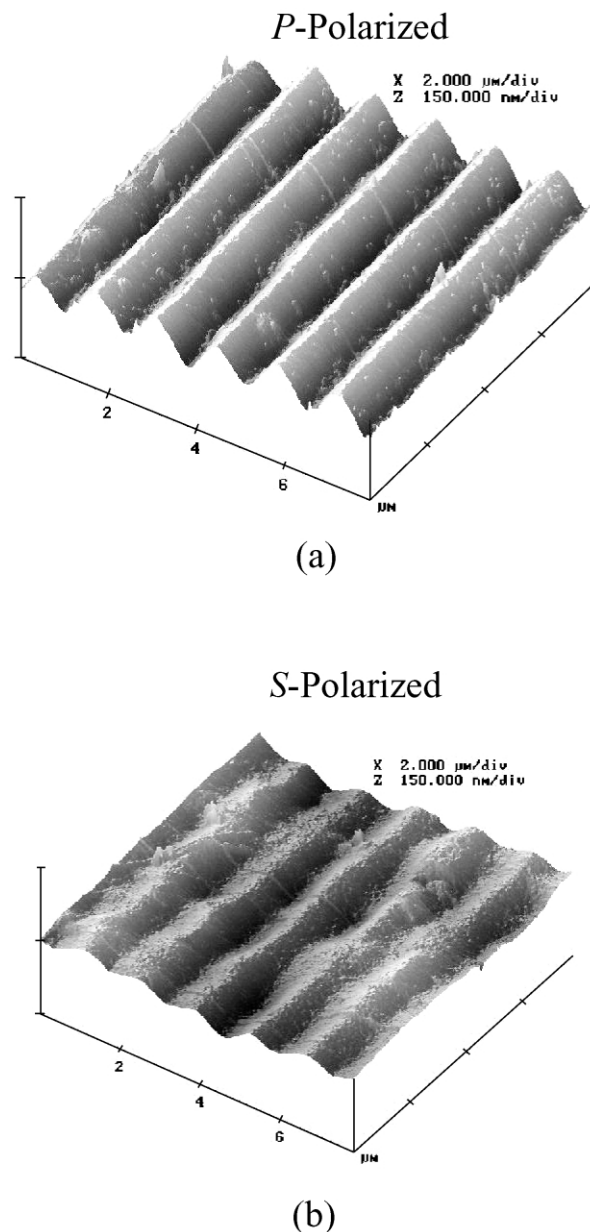 P-Polarized
X 2.000 µm/div
Z 150.000 nm/div
2
4
6
µM
(a)
S-Polarized
X 2.000 µm/div
Z 150.000 nm/div
2
4
6
µM
(b)